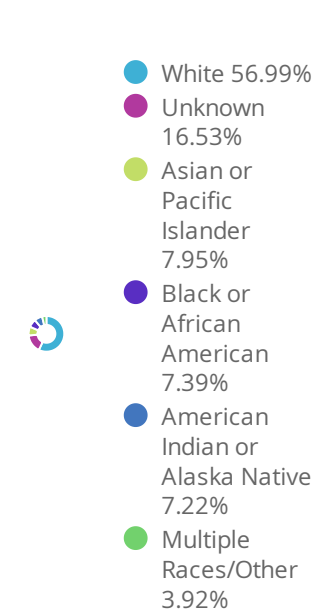 White 56.99%
Unknown
16.53%
Asian or
Pacific
Islander
7.95%
Black or
African
American
7.39%
American
Indian or
Alaska Native
7.22%
Multiple
Races/Other
3.92%